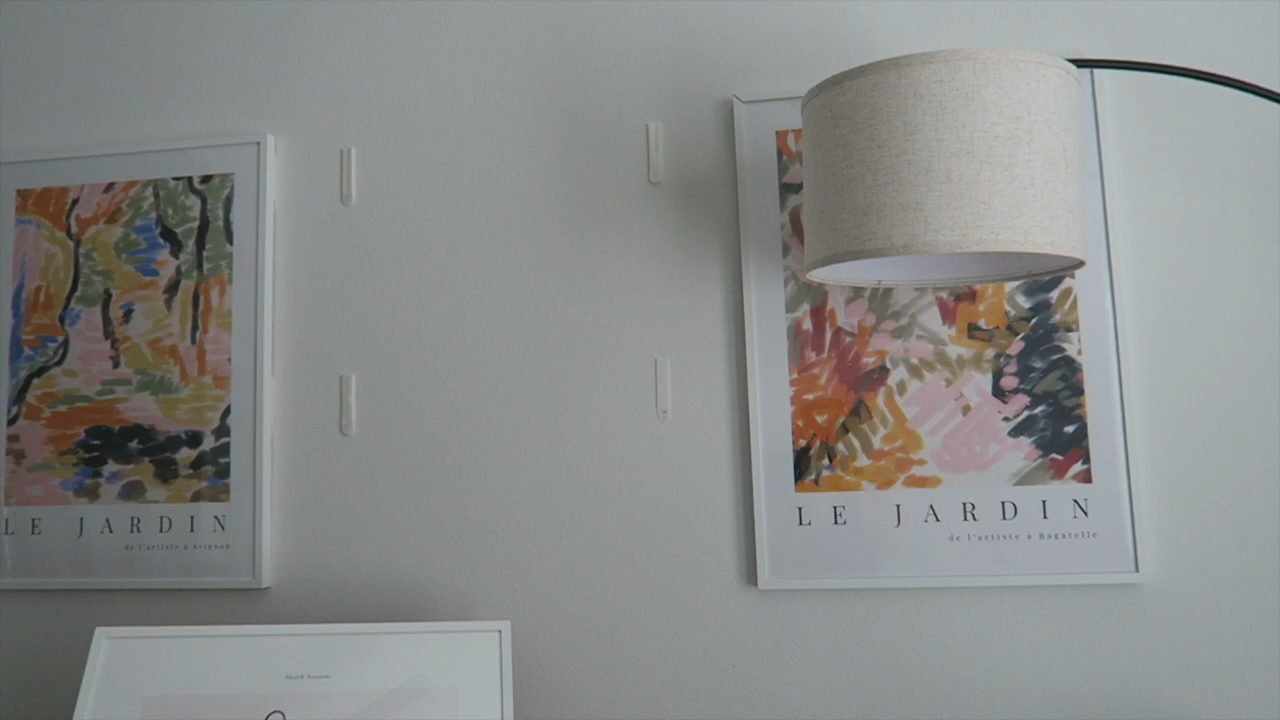 LE JARDIN
de l'artiste à Avignon
LE JARDIN
de l'artiste à Bagatelle